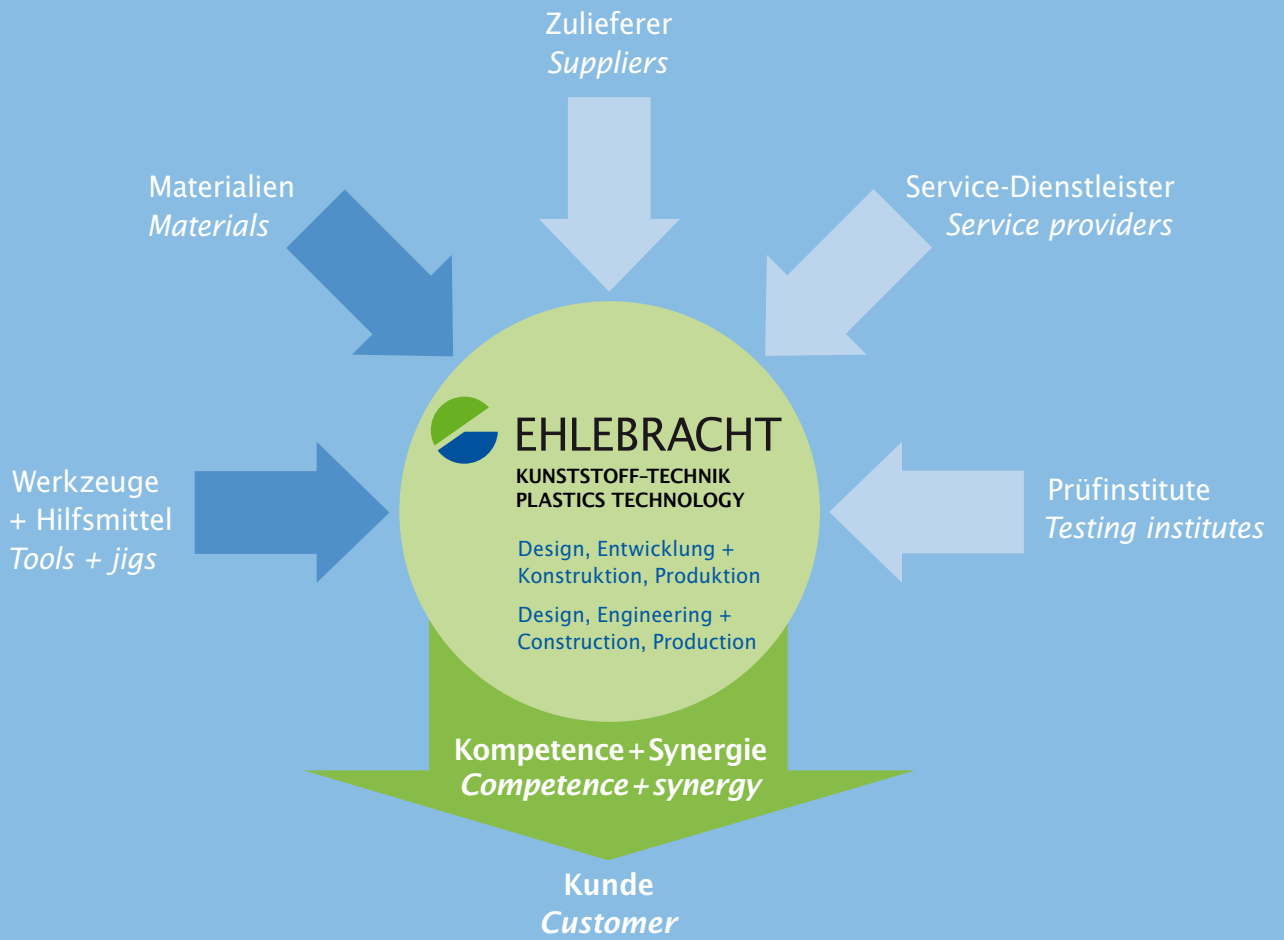 Zulieferer
Suppliers
Materialien
Materials
Service-Dienstleister
Service providers
Werkzeuge
+ Hilfsmittel
Tools + jigs
EHLEBRACHT
KUNSTSTOFF-TECHNIK
PLASTICS TECHNOLOGY
Design, Entwicklung +
Konstruktion, Produktion
Design, Engineering +
Construction, Production
Prüfinstitute
Testing institutes
Kompetence+Synergie
Competence+synergy
Kunde
Customer